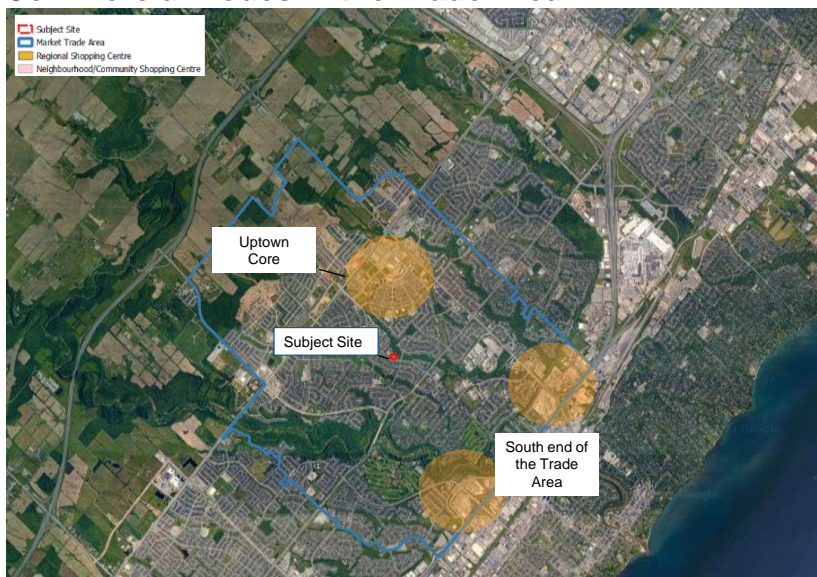 Subject Site
Market Trade Area
Regional Shopping Centre
Neighbourhood/Community Shopping Centre
Uptown
Core
Subject Site
South end of
the Trade
Area